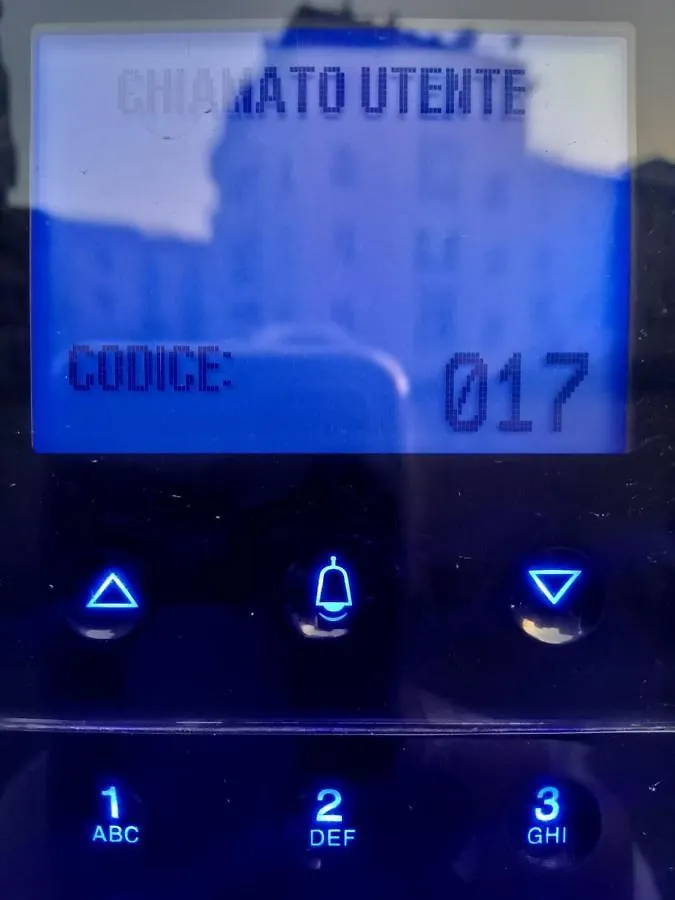 CHIAMATO UTENTE
CODICE: 017
1 2 3
ABC DEF GHI